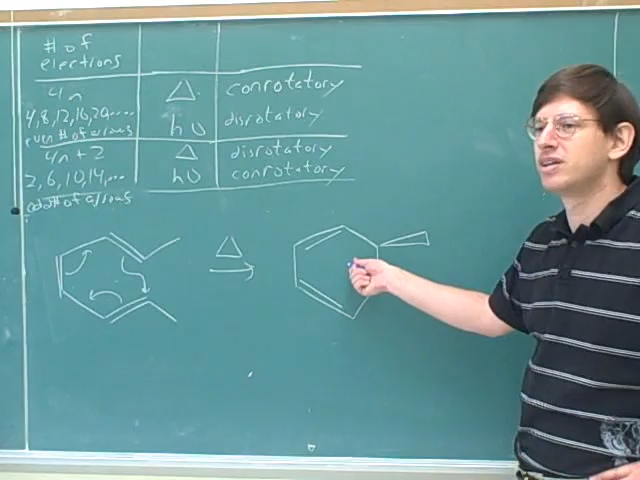 # of
electrons
4n
Δ
conrotatory
4,8,12,16,20,....
hυ
disrotatory
even # of arrows
4n + 2
Δ
disrotatory
2, 6, 10, 14,...
hυ
conrotatory
odd # of arrows
Δ